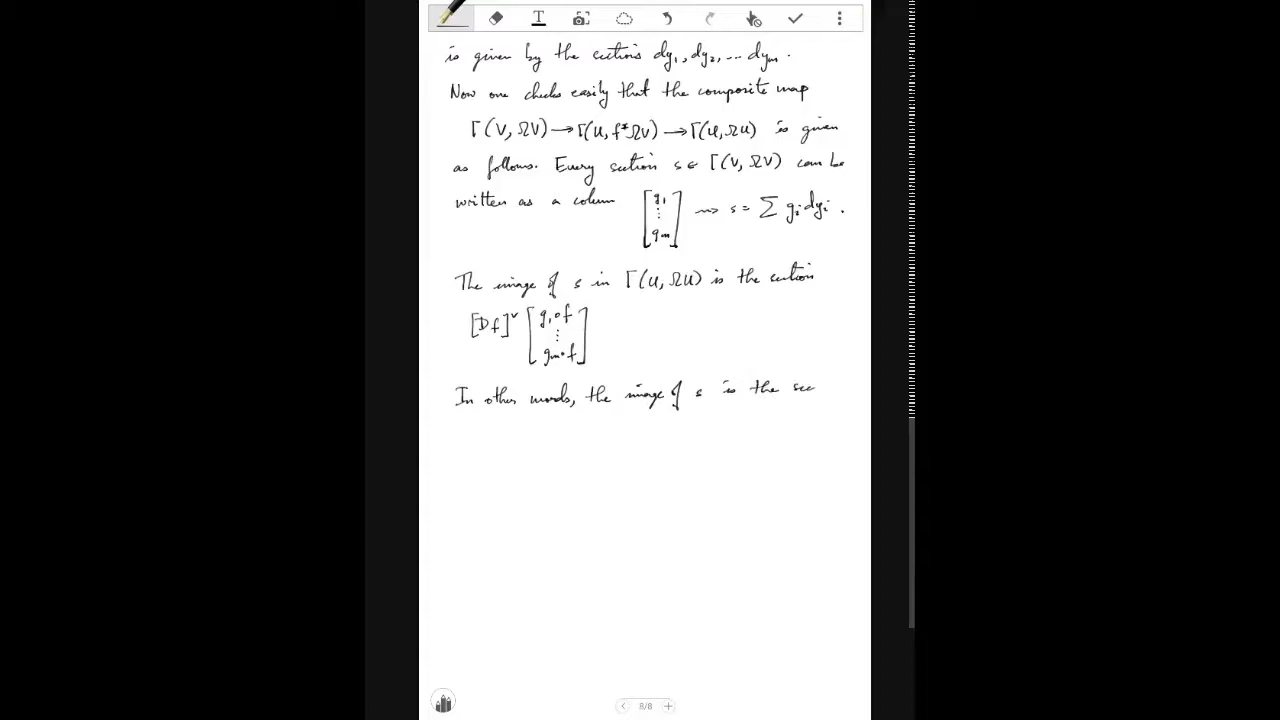 T
is given by the sections dy₁, dy₂, ... dyₘ.
Now one checks easily that the composite map
Γ(V, ΩV) → Γ(U, f*ΩV) → Γ(U, ΩU) is given
as follows. Every section s ∈ Γ(V, ΩV) can be
written as a column [g₁ ⋮ gₘ] ⇝ s = ∑ gᵢ dyᵢ.
The image of s in Γ(U, ΩU) is the section
[Df]ᵛ [g₁∘f ⋮ gₘ∘f]
In other words, the image of s is the sec
8/8